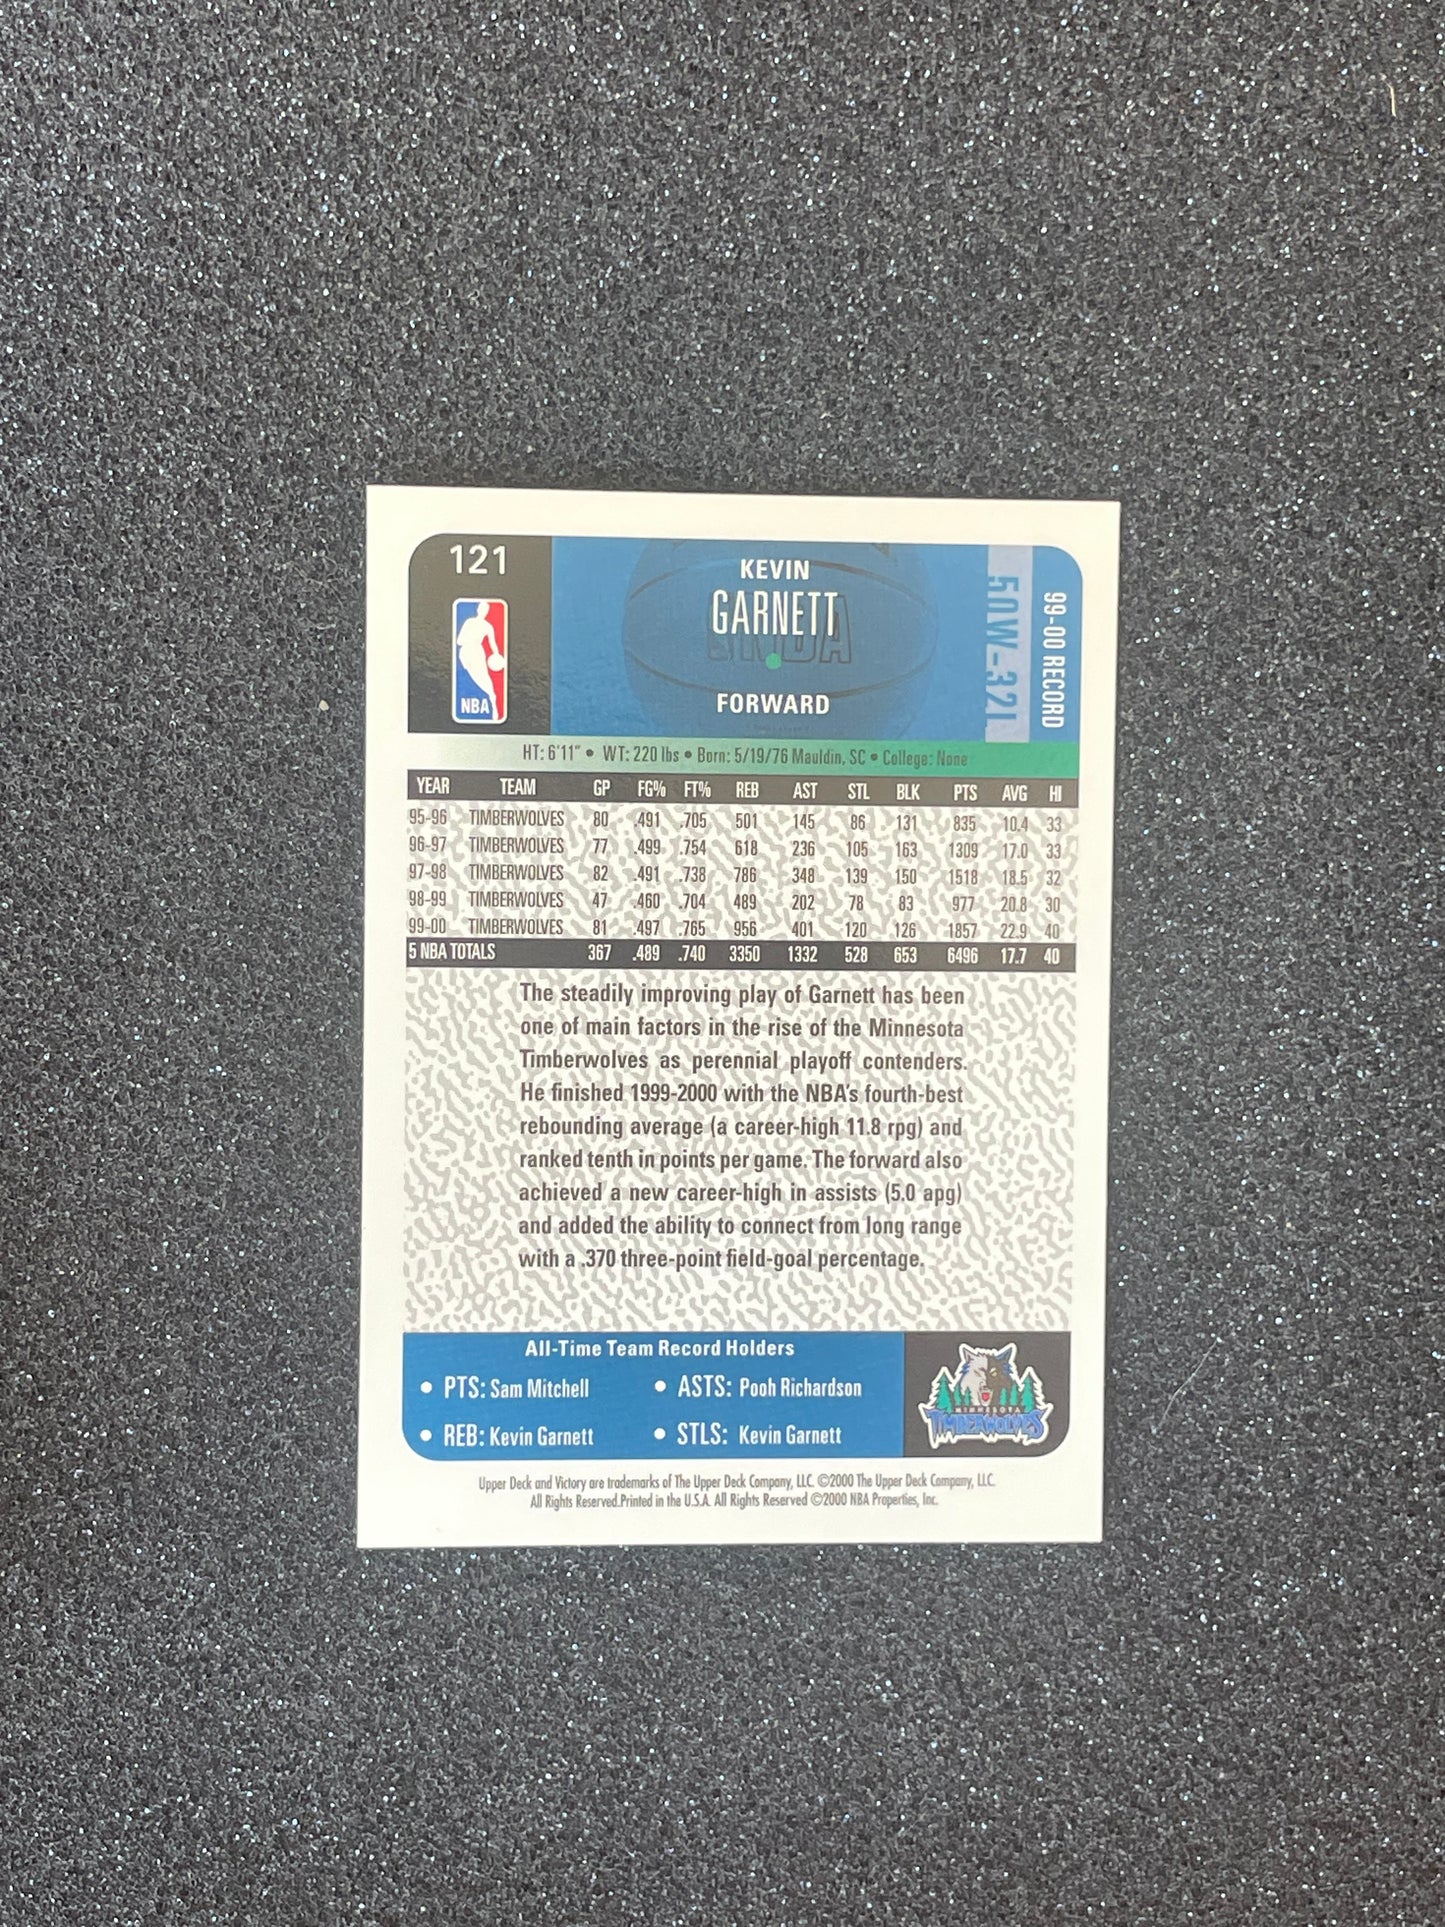 121
KEVIN
GARNETT
FORWARD
50W-32L
99-00 RECORD
NBA
NBA
HT: 6'11" • WT: 220 lbs • Born: 5/19/76 Mauldin, SC • College: None
YEAR TEAM GP FG% FT% REB AST STL BLK PTS AVG HI
95-96 TIMBERWOLVES 80 .491 .705 501 145 86 131 835 10.4 33
96-97 TIMBERWOLVES 77 .499 .754 618 236 105 163 1309 17.0 33
97-98 TIMBERWOLVES 82 .491 .738 786 348 139 150 1518 18.5 32
98-99 TIMBERWOLVES 47 .460 .704 489 202 78 83 977 20.8 30
99-00 TIMBERWOLVES 81 .497 .765 956 401 120 126 1857 22.9 40
5 NBA TOTALS 367 .489 .740 3350 1332 528 653 6496 17.7 40
The steadily improving play of Garnett has been
one of main factors in the rise of the Minnesota
Timberwolves as perennial playoff contenders.
He finished 1999-2000 with the NBA's fourth-best
rebounding average (a career-high 11.8 rpg) and
ranked tenth in points per game. The forward also
achieved a new career-high in assists (5.0 apg)
and added the ability to connect from long range
with a .370 three-point field-goal percentage.
All-Time Team Record Holders
• PTS: Sam Mitchell • ASTS: Pooh Richardson
• REB: Kevin Garnett • STLS: Kevin Garnett
MINNESOTA
TIMBERWOLVES
Upper Deck and Victory are trademarks of The Upper Deck Company, LLC. ©2000 The Upper Deck Company, LLC.
All Rights Reserved.Printed in the U.S.A. All Rights Reserved ©2000 NBA Properties, Inc.